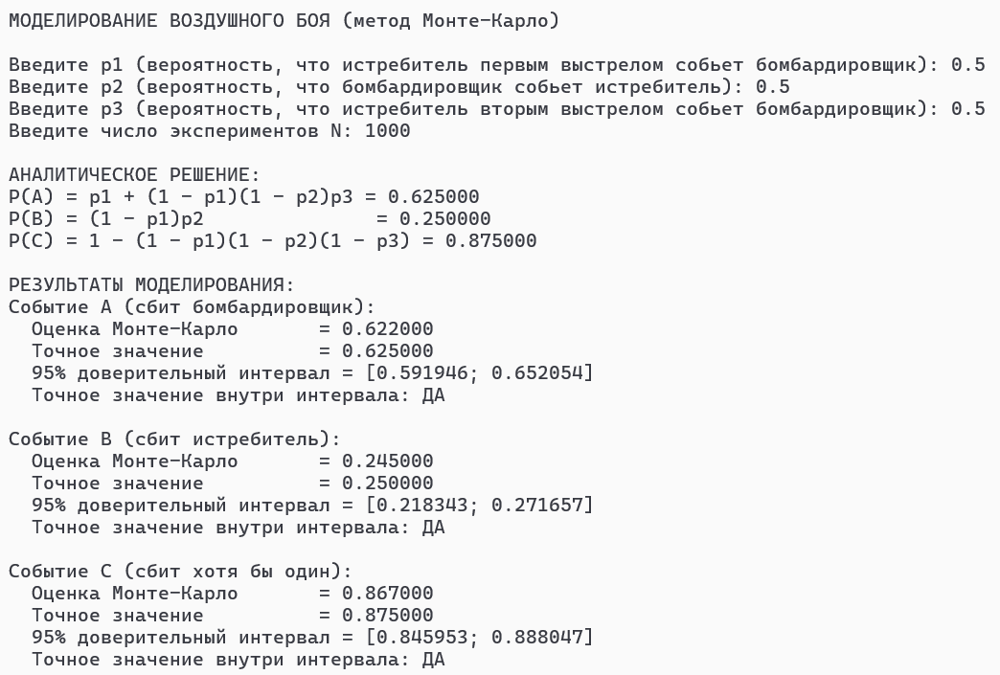 МОДЕЛИРОВАНИЕ ВОЗДУШНОГО БОЯ (метод Монте-Карло)
Введите p1 (вероятность, что истребитель первым выстрелом собьет бомбардировщик): 0.5
Введите p2 (вероятность, что бомбардировщик собьет истребитель): 0.5
Введите p3 (вероятность, что истребитель вторым выстрелом собьет бомбардировщик): 0.5
Введите число экспериментов N: 1000
АНАЛИТИЧЕСКОЕ РЕШЕНИЕ:
P(A) = p1 + (1 - p1)(1 - p2)p3 = 0.625000
P(B) = (1 - p1)p2               = 0.250000
P(C) = 1 - (1 - p1)(1 - p2)(1 - p3) = 0.875000
РЕЗУЛЬТАТЫ МОДЕЛИРОВАНИЯ:
Событие A (сбит бомбардировщик):
  Оценка Монте-Карло       = 0.622000
  Точное значение          = 0.625000
  95% доверительный интервал = [0.591946; 0.652054]
  Точное значение внутри интервала: ДА
Событие B (сбит истребитель):
  Оценка Монте-Карло       = 0.245000
  Точное значение          = 0.250000
  95% доверительный интервал = [0.218343; 0.271657]
  Точное значение внутри интервала: ДА
Событие C (сбит хотя бы один):
  Оценка Монте-Карло       = 0.867000
  Точное значение          = 0.875000
  95% доверительный интервал = [0.845953; 0.888047]
  Точное значение внутри интервала: ДА